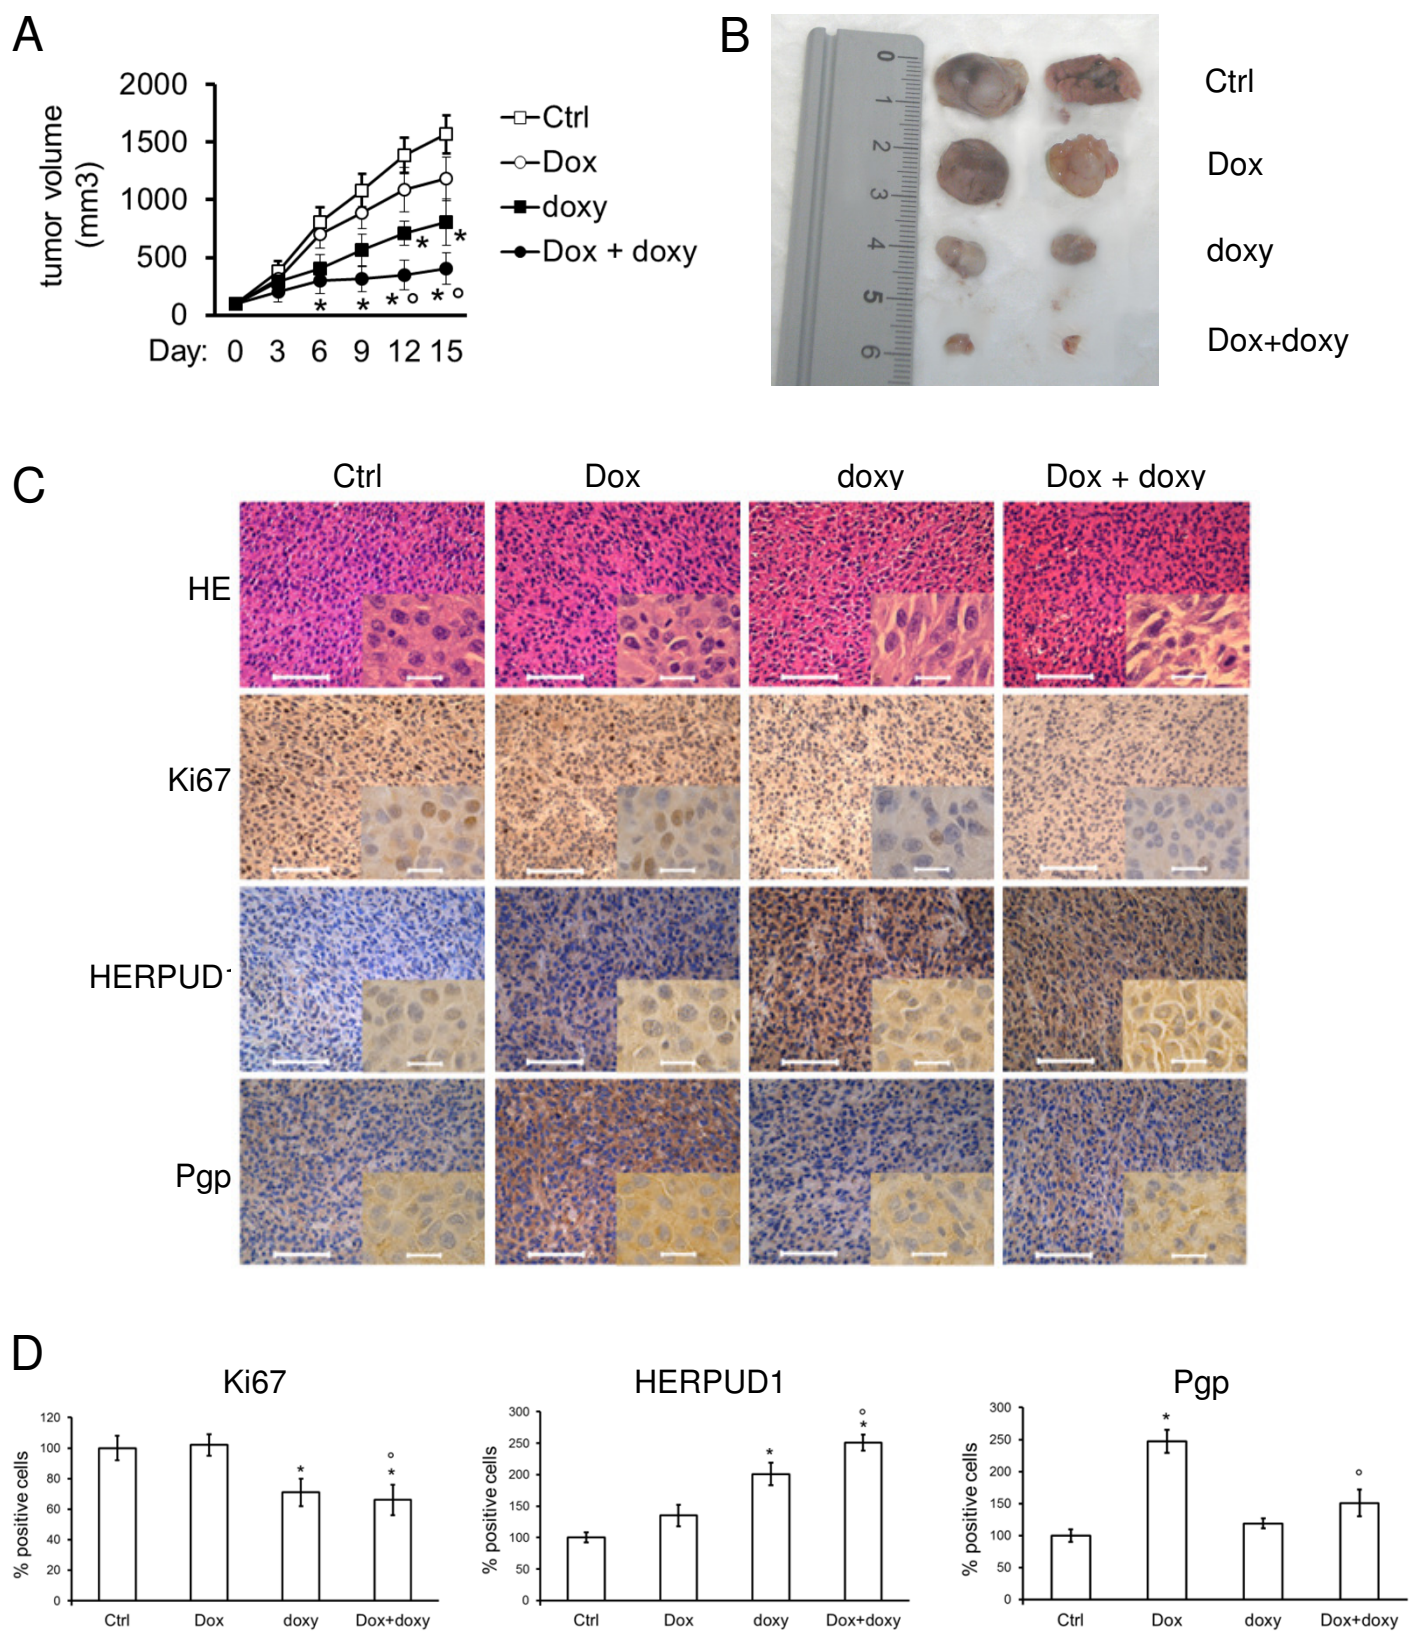 A
2000
1500
1000
500
0
tumor volume
(mm3)
Day: 0 3 6 9 12 15
* * * ° * °
* *
Ctrl
Dox
doxy
Dox + doxy
B
0
1
2
3
4
5
6
Ctrl
Dox
doxy
Dox+doxy
C
Ctrl Dox doxy Dox + doxy
HE
Ki67
HERPUD
Pgp
D
Ki67
% positive cells
120
100
80
60
40
20
0
* ° *
Ctrl Dox doxy Dox+doxy
HERPUD1
% positive cells
300
250
200
150
100
50
0
* ° *
Ctrl Dox doxy Dox+doxy
Pgp
% positive cells
300
250
200
150
100
50
0
* °
Ctrl Dox doxy Dox+doxy